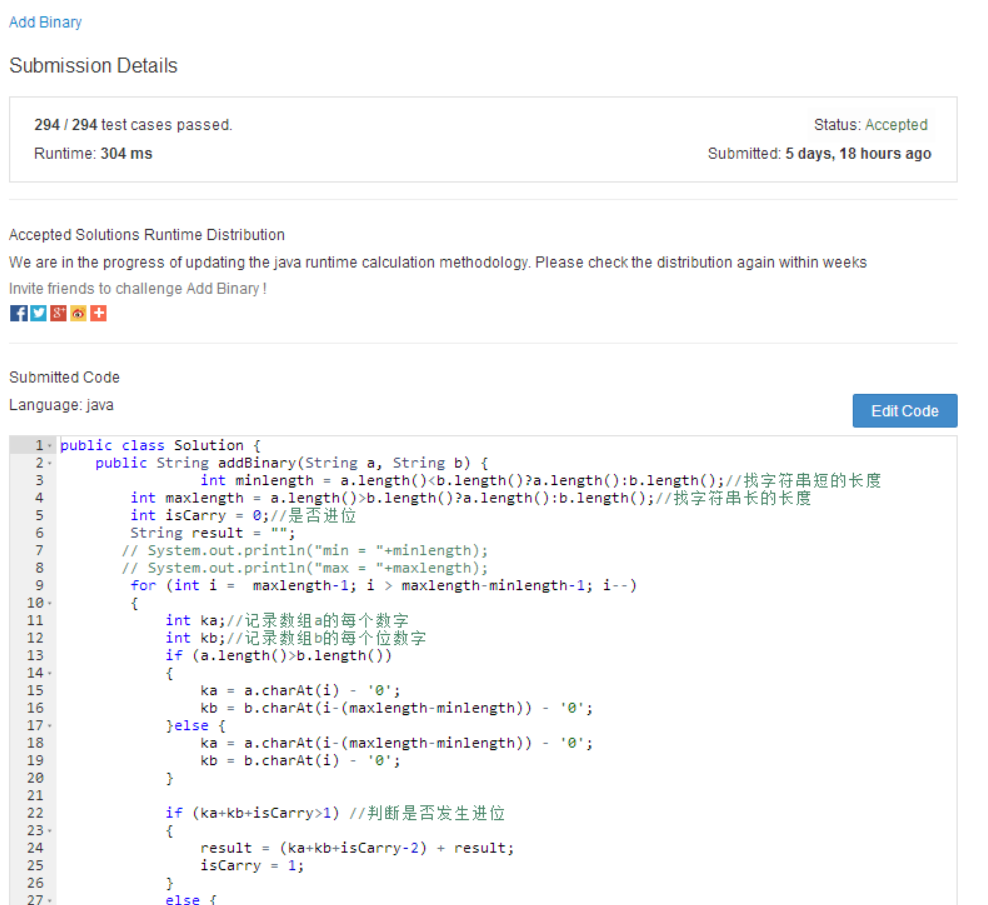 Add Binary
Submission Details
294 / 294 test cases passed.
Status: Accepted
Runtime: 304 ms
Submitted: 5 days, 18 hours ago
Accepted Solutions Runtime Distribution
We are in the progress of updating the java runtime calculation methodology. Please check the distribution again within weeks
Invite friends to challenge Add Binary !
Submitted Code
Language: java
Edit Code
1 public class Solution {
2 public String addBinary(String a, String b) {
3 int minlength = a.length()<b.length()?a.length():b.length();//找字符串短的长度
4 int maxlength = a.length()>b.length()?a.length():b.length();//找字符串长的长度
5 int isCarry = 0;//是否进位
6 String result = "";
7 // System.out.println("min = "+minlength);
8 // System.out.println("max = "+maxlength);
9 for (int i =  maxlength-1; i > maxlength-minlength-1; i--)
10 {
11 int ka;//记录数组a的每个数字
12 int kb;//记录数组b的每个位数字
13 if (a.length()>b.length())
14 {
15 ka = a.charAt(i) - '0';
16 kb = b.charAt(i-(maxlength-minlength)) - '0';
17 }else {
18 ka = a.charAt(i-(maxlength-minlength)) - '0';
19 kb = b.charAt(i) - '0';
20 }
21
22 if (ka+kb+isCarry>1) //判断是否发生进位
23 {
24 result = (ka+kb+isCarry-2) + result;
25 isCarry = 1;
26 }
27 else {